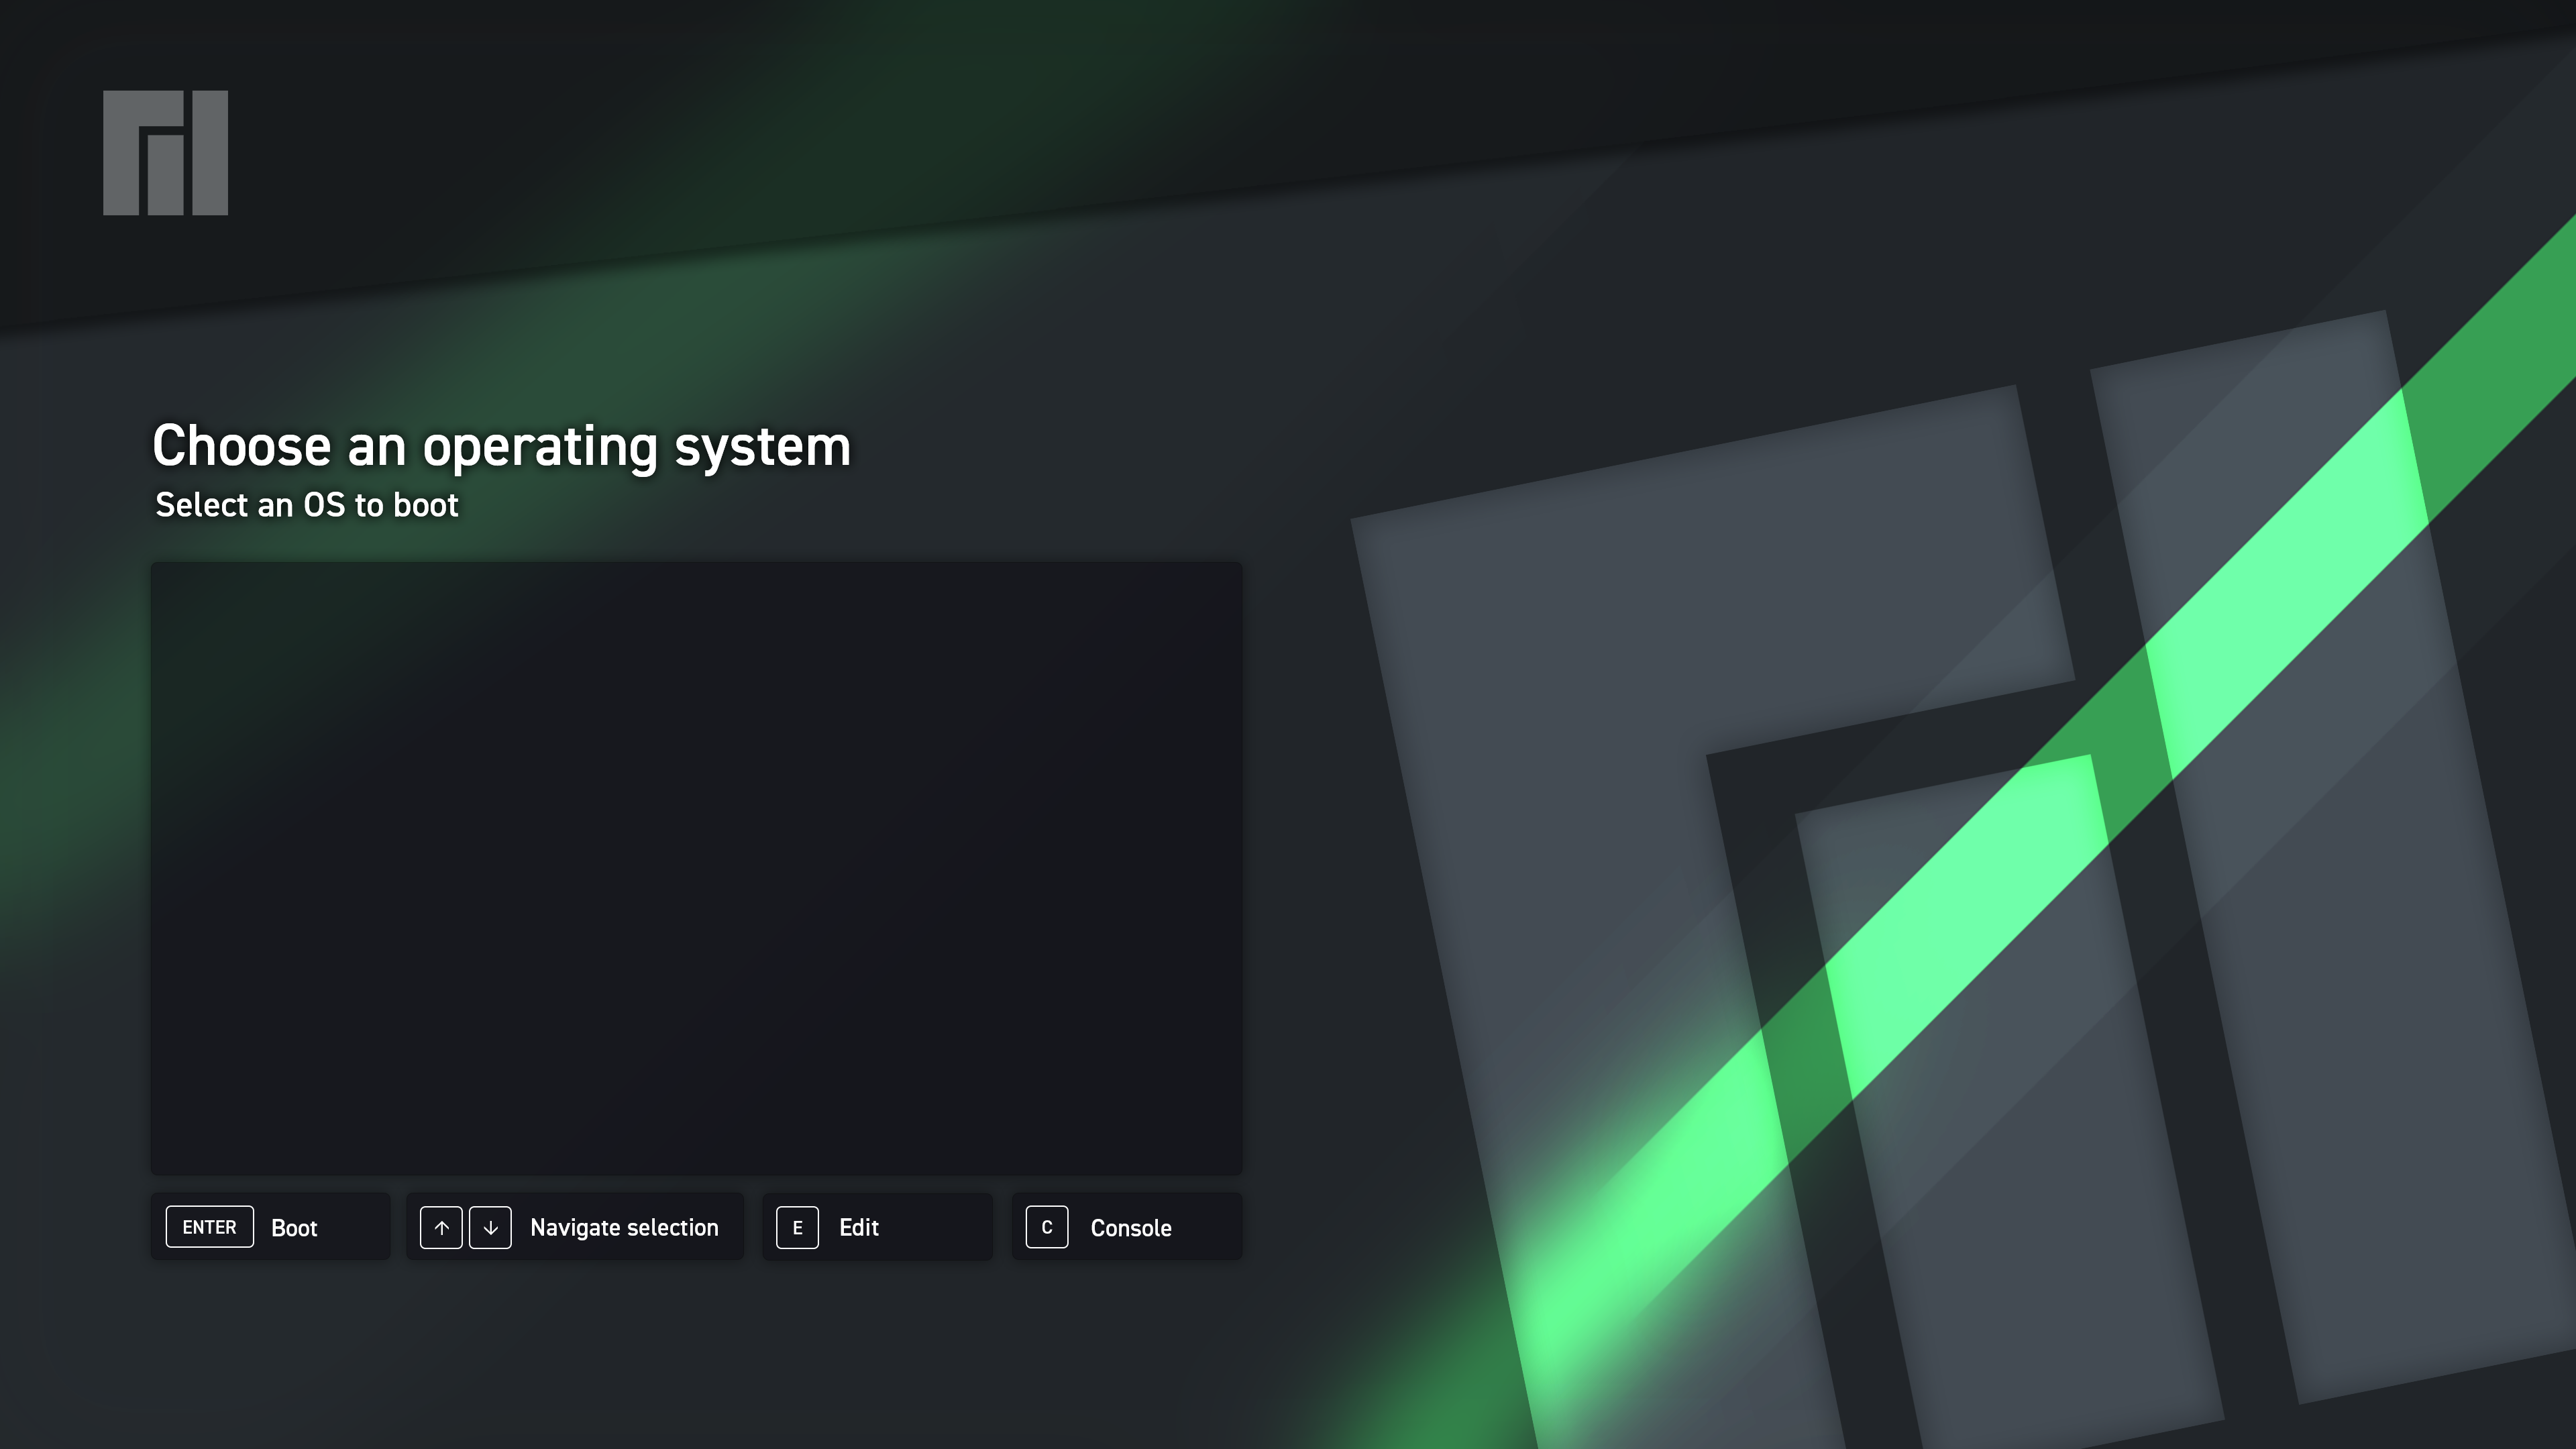 Choose an operating system
Select an OS to boot
ENTER Boot ↑ ↓ Navigate selection E Edit C Console